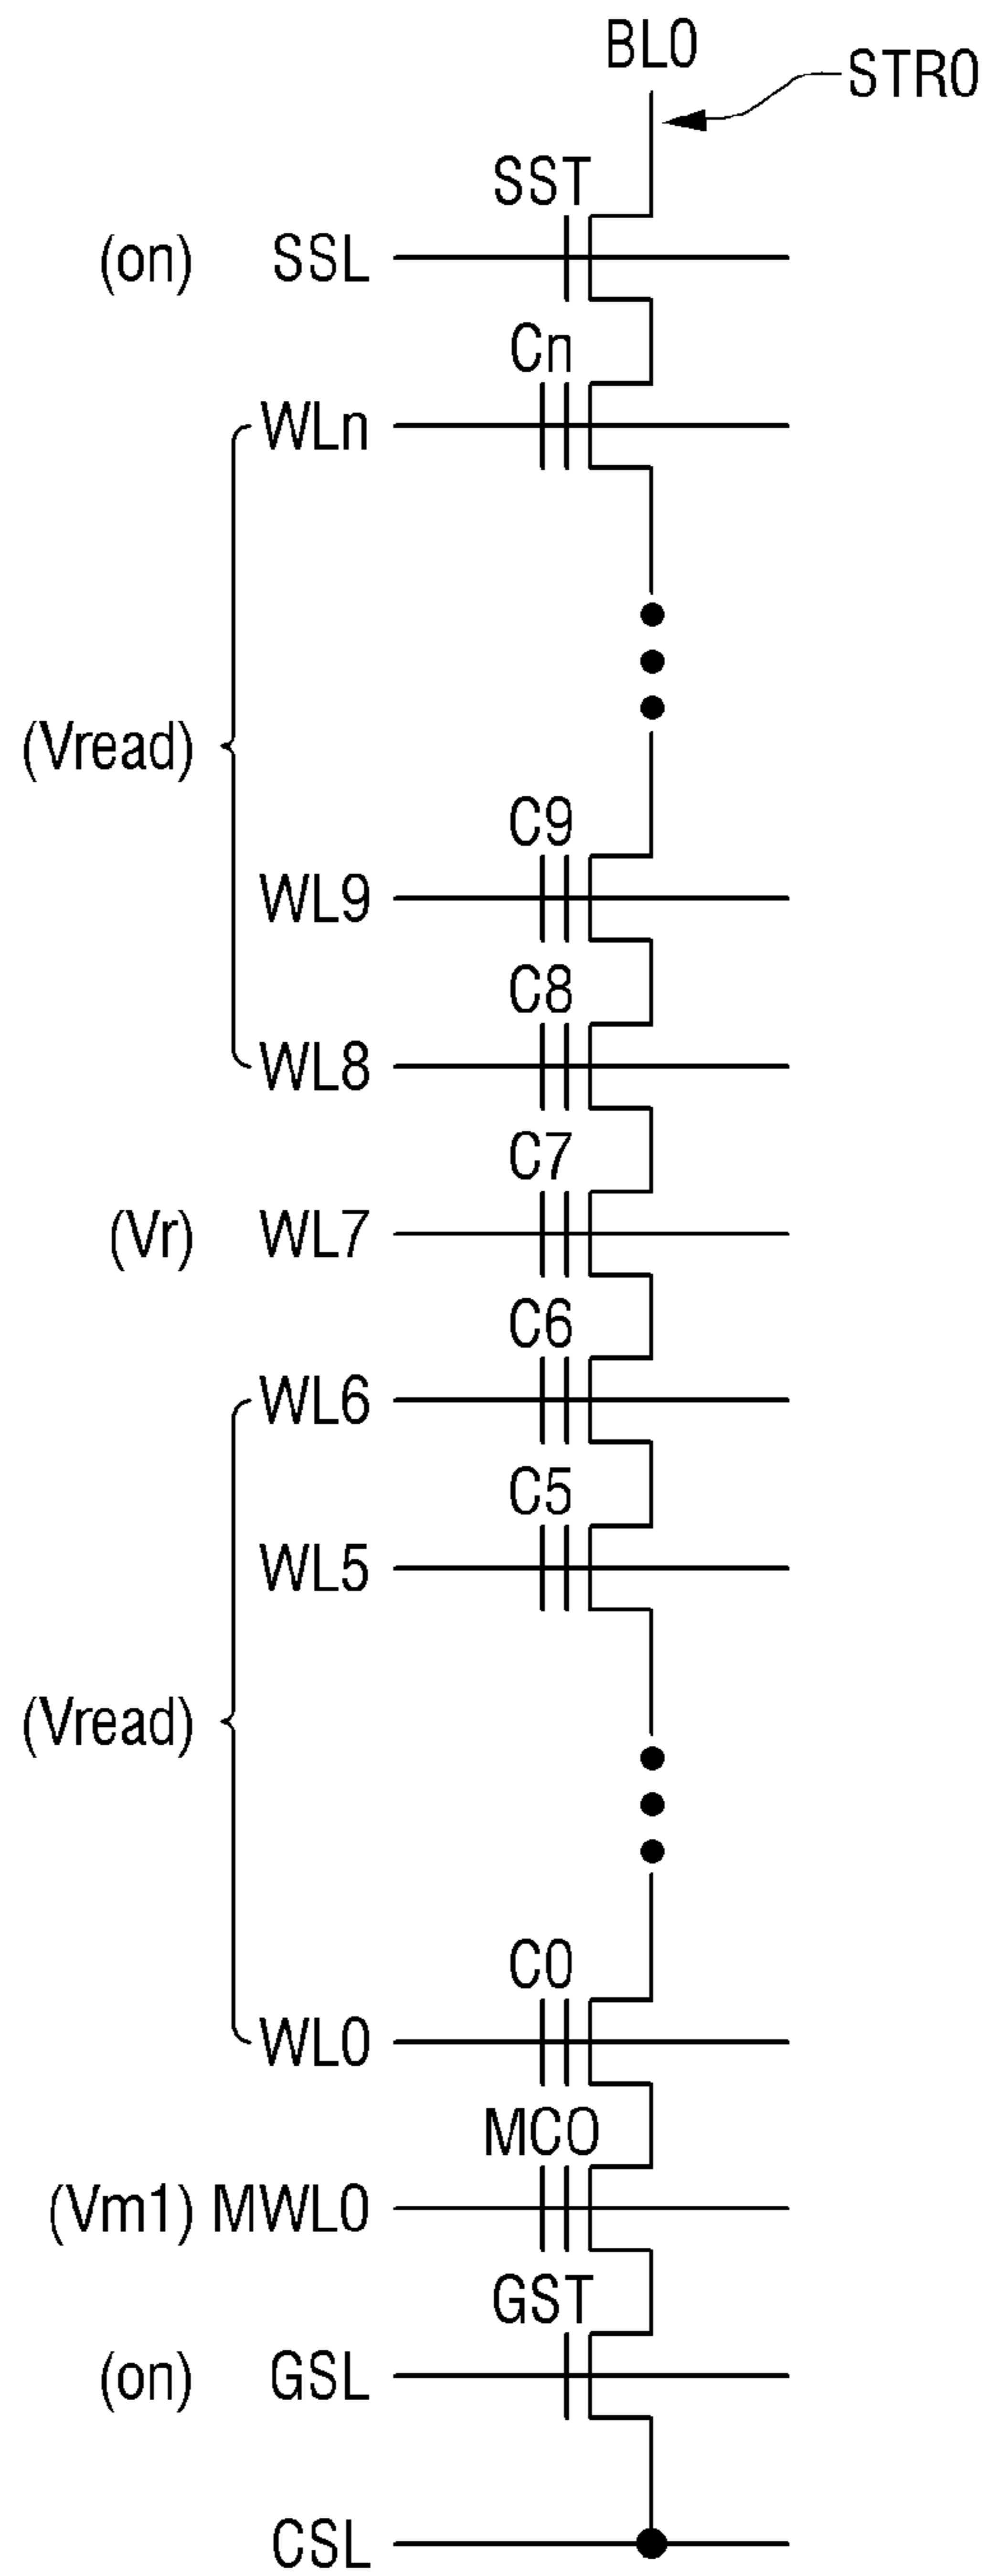 BL0
STR0
SST
(on) SSL
Cn
WLn
(Vread)
C9
WL9
C8
WL8
C7
(Vr) WL7
C6
WL6
C5
WL5
(Vread)
C0
WL0
MC0
(Vm1) MWL0
GST
(on) GSL
CSL